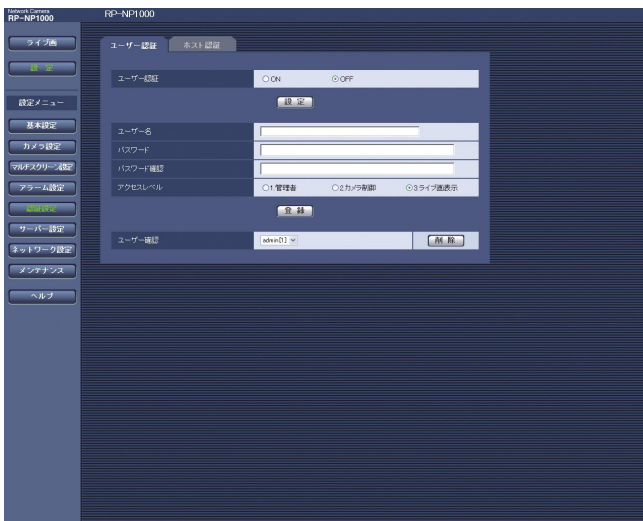 Network Camera
RP-NP1000
RP-NP1000
ライブ画
設 定
設定メニュー
基本設定
カメラ設定
マルチスクリーン設定
アラーム設定
認証設定
サーバー設定
ネットワーク設定
メンテナンス
ヘルプ
ユーザー認証 ホスト認証
ユーザー認証 ON OFF
設 定
ユーザー名
パスワード
パスワード確認
アクセスレベル 1.管理者 2.カメラ制御 3.ライブ画表示
登 録
ユーザー確認 admin[1] 削 除